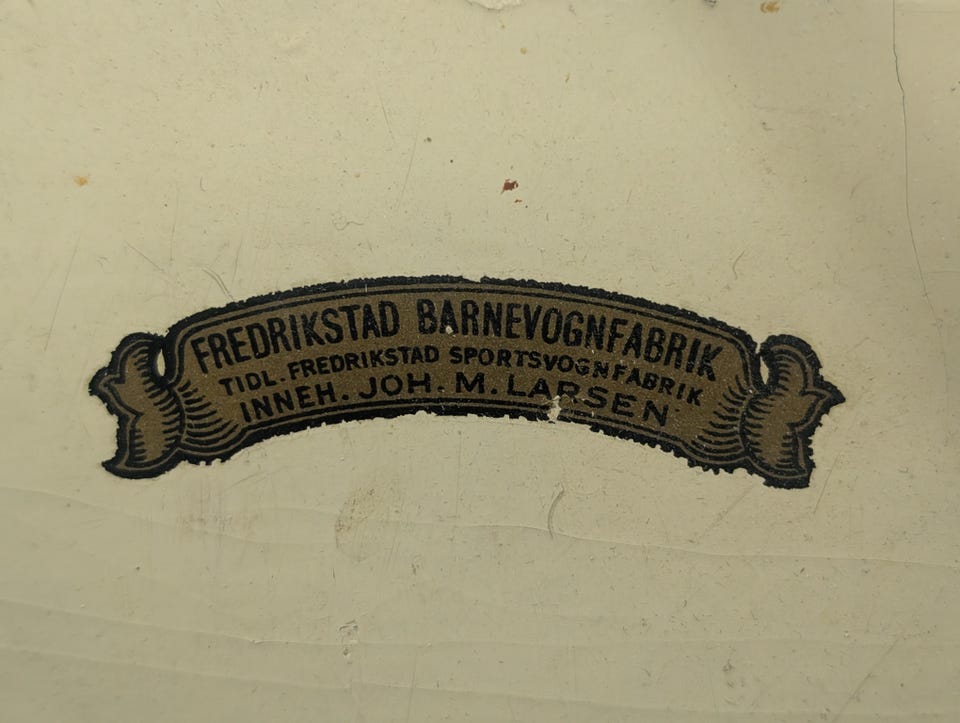 FREDRIKSTAD BARNEVOGNFABRIK
TIDL. FREDRIKSTAD SPORTSVOGNFABRIK
INNEH. JOH. M. LARSEN